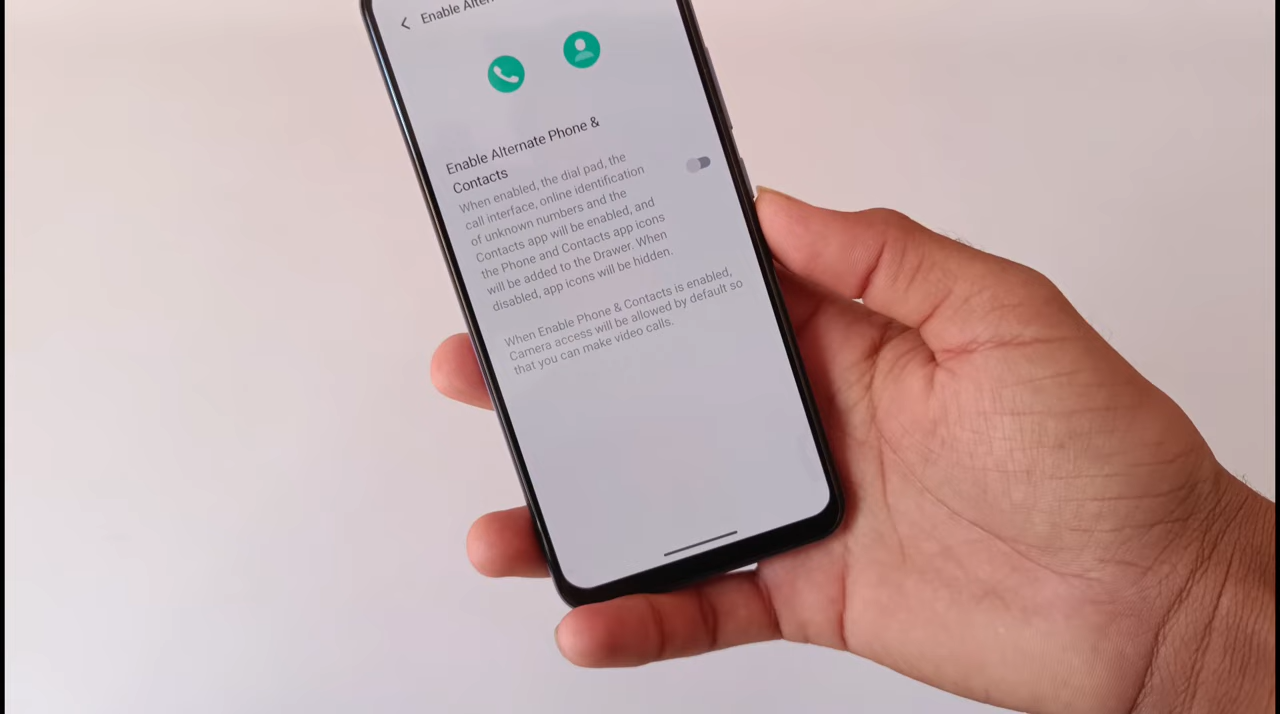 Enable Alter
Enable Alternate Phone &
Contacts
When enabled, the dial pad, the
call interface, online identification
of unknown numbers and the
Contacts app will be enabled, and
the Phone and Contacts app icons
will be added to the Drawer. When
disabled, app icons will be hidden.
When Enable Phone & Contacts is enabled,
Camera access will be allowed by default so
that you can make video calls.